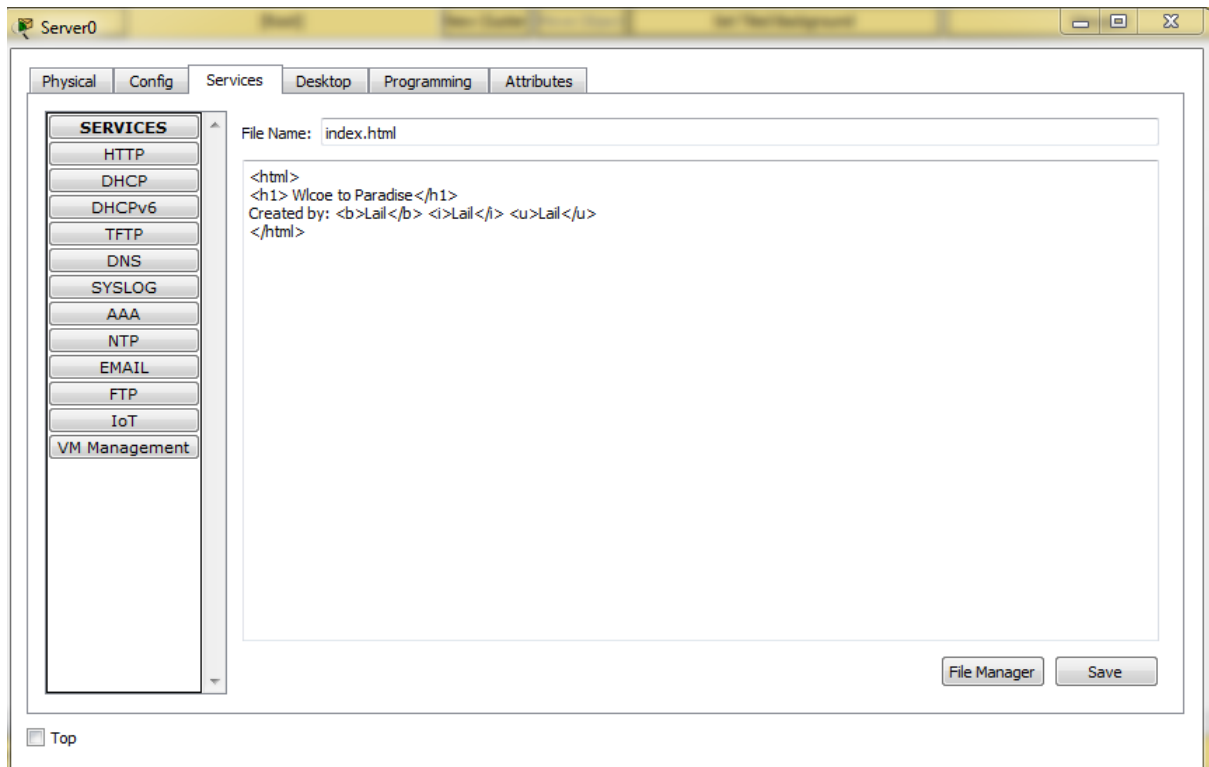 Server0
Physical Config Services Desktop Programming Attributes
SERVICES
HTTP
DHCP
DHCPv6
TFTP
DNS
SYSLOG
AAA
NTP
EMAIL
FTP
IoT
VM Management
File Name: index.html
<html>
<h1> Wlcoe to Paradise</h1>
Created by: <b>Lail</b> <i>Lail</i> <u>Lail</u>
</html>
File Manager Save
Top